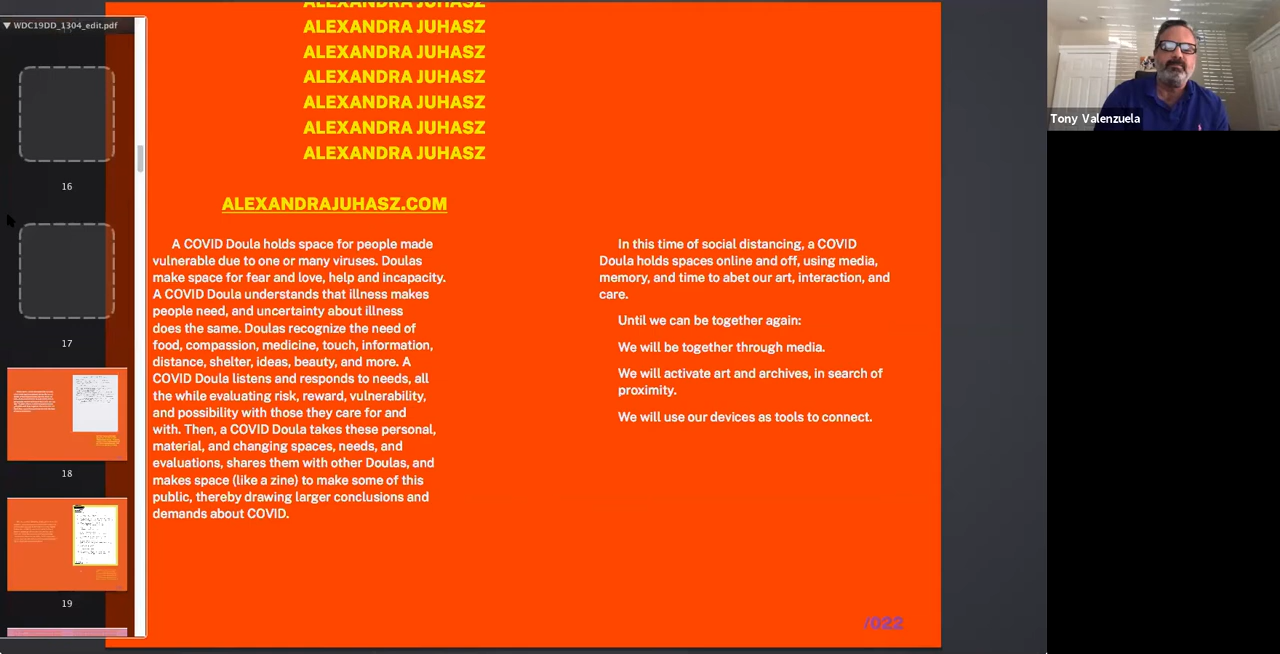 WDC19DD_1304_edit.pdf
16
17
18
19
ALEXANDRA JUHASZ
ALEXANDRA JUHASZ
ALEXANDRA JUHASZ
ALEXANDRA JUHASZ
ALEXANDRA JUHASZ
ALEXANDRA JUHASZ
ALEXANDRA JUHASZ
ALEXANDRAJUHASZ.COM
A COVID Doula holds space for people made
vulnerable due to one or many viruses. Doulas
make space for fear and love, help and incapacity.
A COVID Doula understands that illness makes
people need, and uncertainty about illness
does the same. Doulas recognize the need of
food, compassion, medicine, touch, information,
distance, shelter, ideas, beauty, and more. A
COVID Doula listens and responds to needs, all
the while evaluating risk, reward, vulnerability,
and possibility with those they care for and
with. Then, a COVID Doula takes these personal,
material, and changing spaces, needs, and
evaluations, shares them with other Doulas, and
makes space (like a zine) to make some of this
public, thereby drawing larger conclusions and
demands about COVID.
In this time of social distancing, a COVID
Doula holds spaces online and off, using media,
memory, and time to abet our art, interaction, and
care.
Until we can be together again:
We will be together through media.
We will activate art and archives, in search of
proximity.
We will use our devices as tools to connect.
/022
Tony Valenzuela